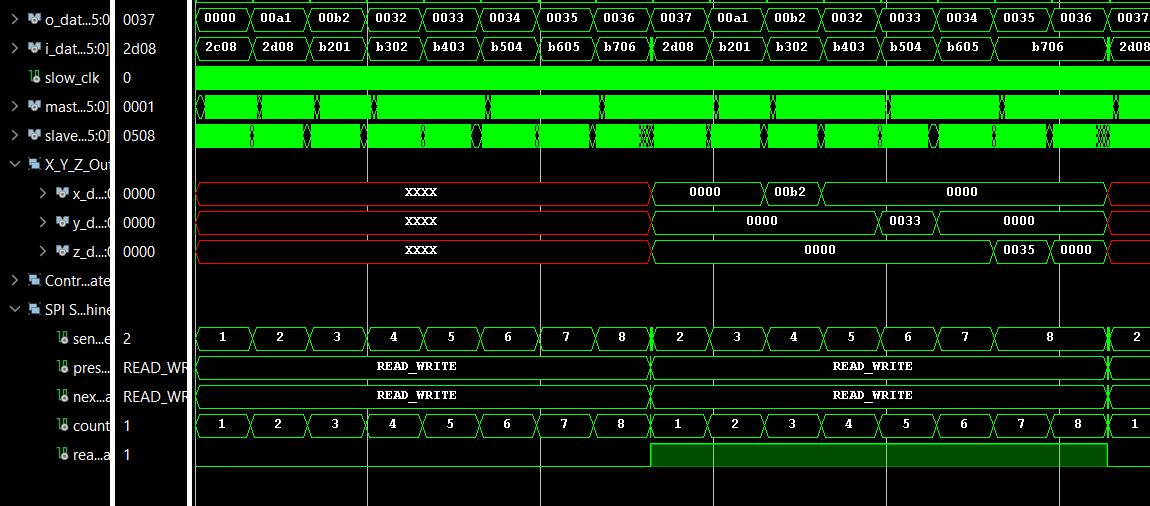 o_dat...5:0 0037 0000 00a1 00b2 0032 0033 0034 0035 0036 0037 00a1 00b2 0032 0033 0034 0035 0036 0037
i_dat...5:0] 2d08 2c08 2d08 b201 b302 b403 b504 b605 b706 2d08 b201 b302 b403 b504 b605 b706 2d08
slow_clk 0
mast...5:0] 0001
slave...5:0] 0508
X_Y_Z_Out
x_d...:0 0000 XXXX 0000 00b2 0000
y_d...:0 0000 XXXX 0000 0033 0000
z_d...:0 0000 XXXX 0000 0035 0000
Contr...ate
SPI S...hine
sen...e 2 1 2 3 4 5 6 7 8 2 3 4 5 6 7 8 2
pres... READ_WR READ_WRITE READ_WRITE
nex...a READ_WR READ_WRITE READ_WRITE
count 1 1 2 3 4 5 6 7 8 1 2 3 4 5 6 7 8 1
rea...a 1